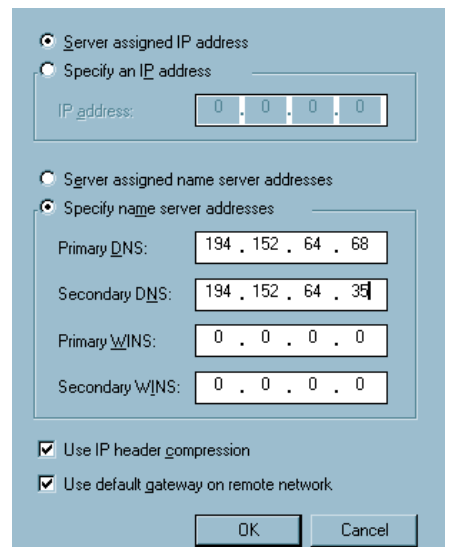 Server assigned IP address
Specify an IP address
IP address: 0 . 0 . 0 . 0
Server assigned name server addresses
Specify name server addresses
Primary DNS: 194 . 152 . 64 . 68
Secondary DNS: 194 . 152 . 64 . 35
Primary WINS: 0 . 0 . 0 . 0
Secondary WINS: 0 . 0 . 0 . 0
Use IP header compression
Use default gateway on remote network
OK Cancel